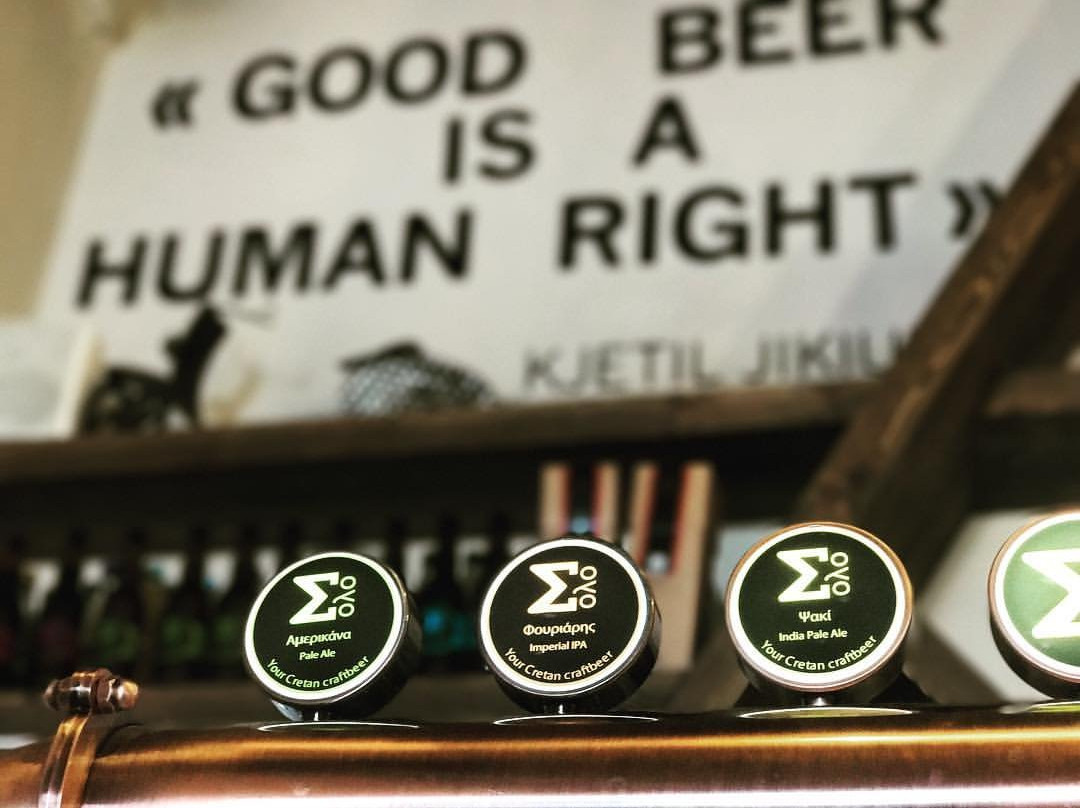 « GOOD BEER
IS A
HUMAN RIGHT »
KJETIL
Σολο
Αμερικάνα
Pale Ale
Your Cretan craftbeer
Σολο
Φουριάρης
Imperial IPA
Your Cretan craftbeer
Σολο
Ψακί
India Pale Ale
Your Cretan craftbeer
Σ